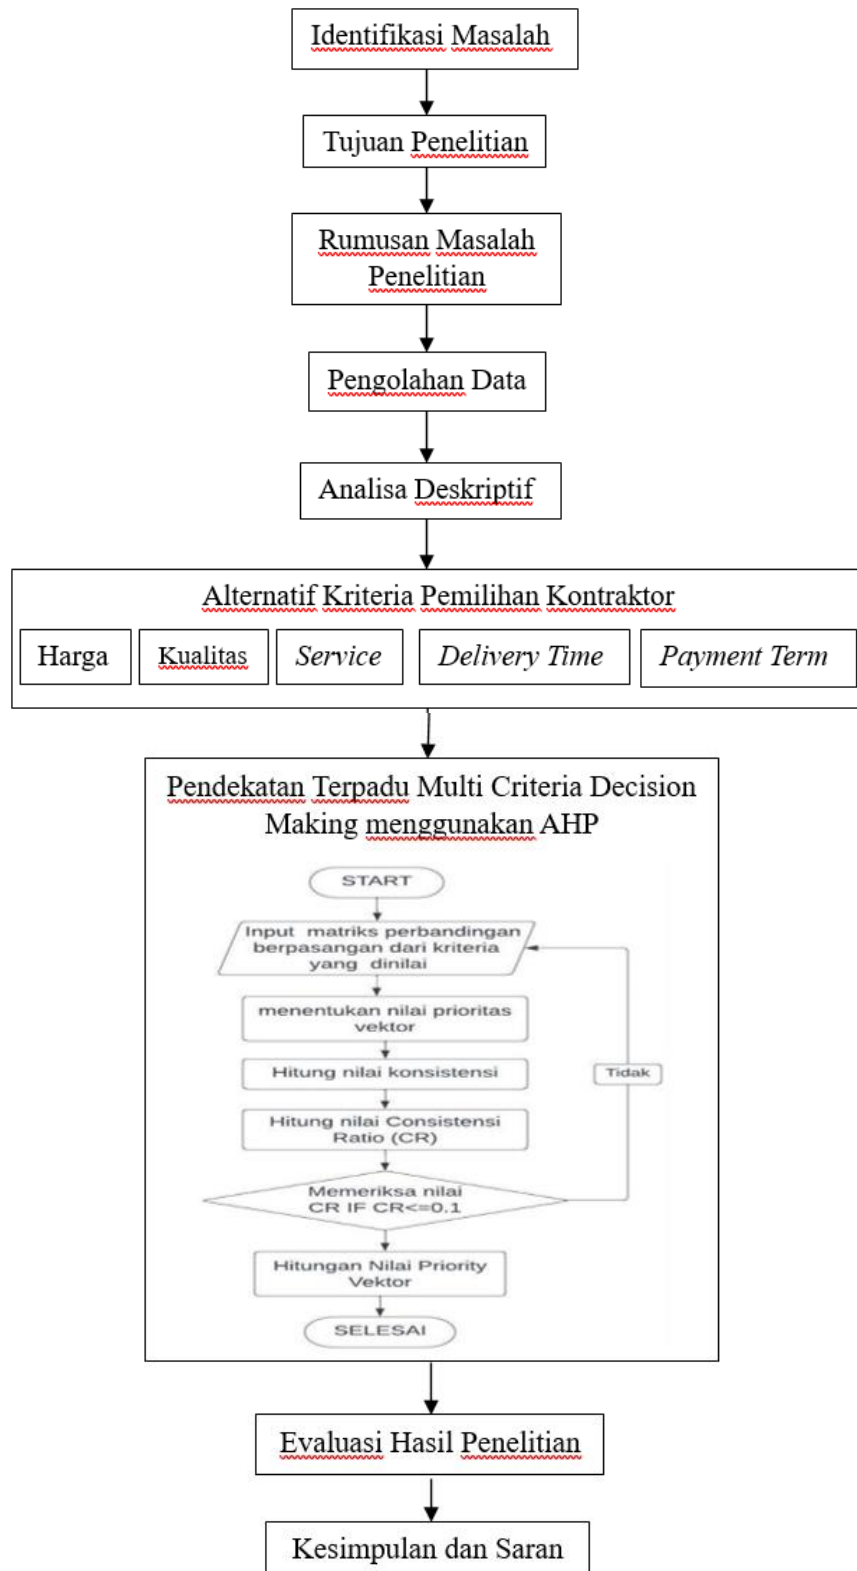 Identifikasi Masalah
Tujuan Penelitian
Rumusan Masalah
Penelitian
Pengolahan Data
Analisa Deskriptif
Alternatif Kriteria Pemilihan Kontraktor
Harga
Kualitas
Service
Delivery Time
Payment Term
Pendekatan Terpadu Multi Criteria Decision
Making menggunakan AHP
START
Input matriks perbandingan
berpasangan dari kriteria
yang dinilai
menentukan nilai prioritas
vektor
Hitung nilai konsistensi
Tidak
Hitung nilai Consistensi
Ratio (CR)
Memeriksa nilai
CR IF CR<=0.1
Hitungan Nilai Priority
Vektor
SELESAI
Evaluasi Hasil Penelitian
Kesimpulan dan Saran